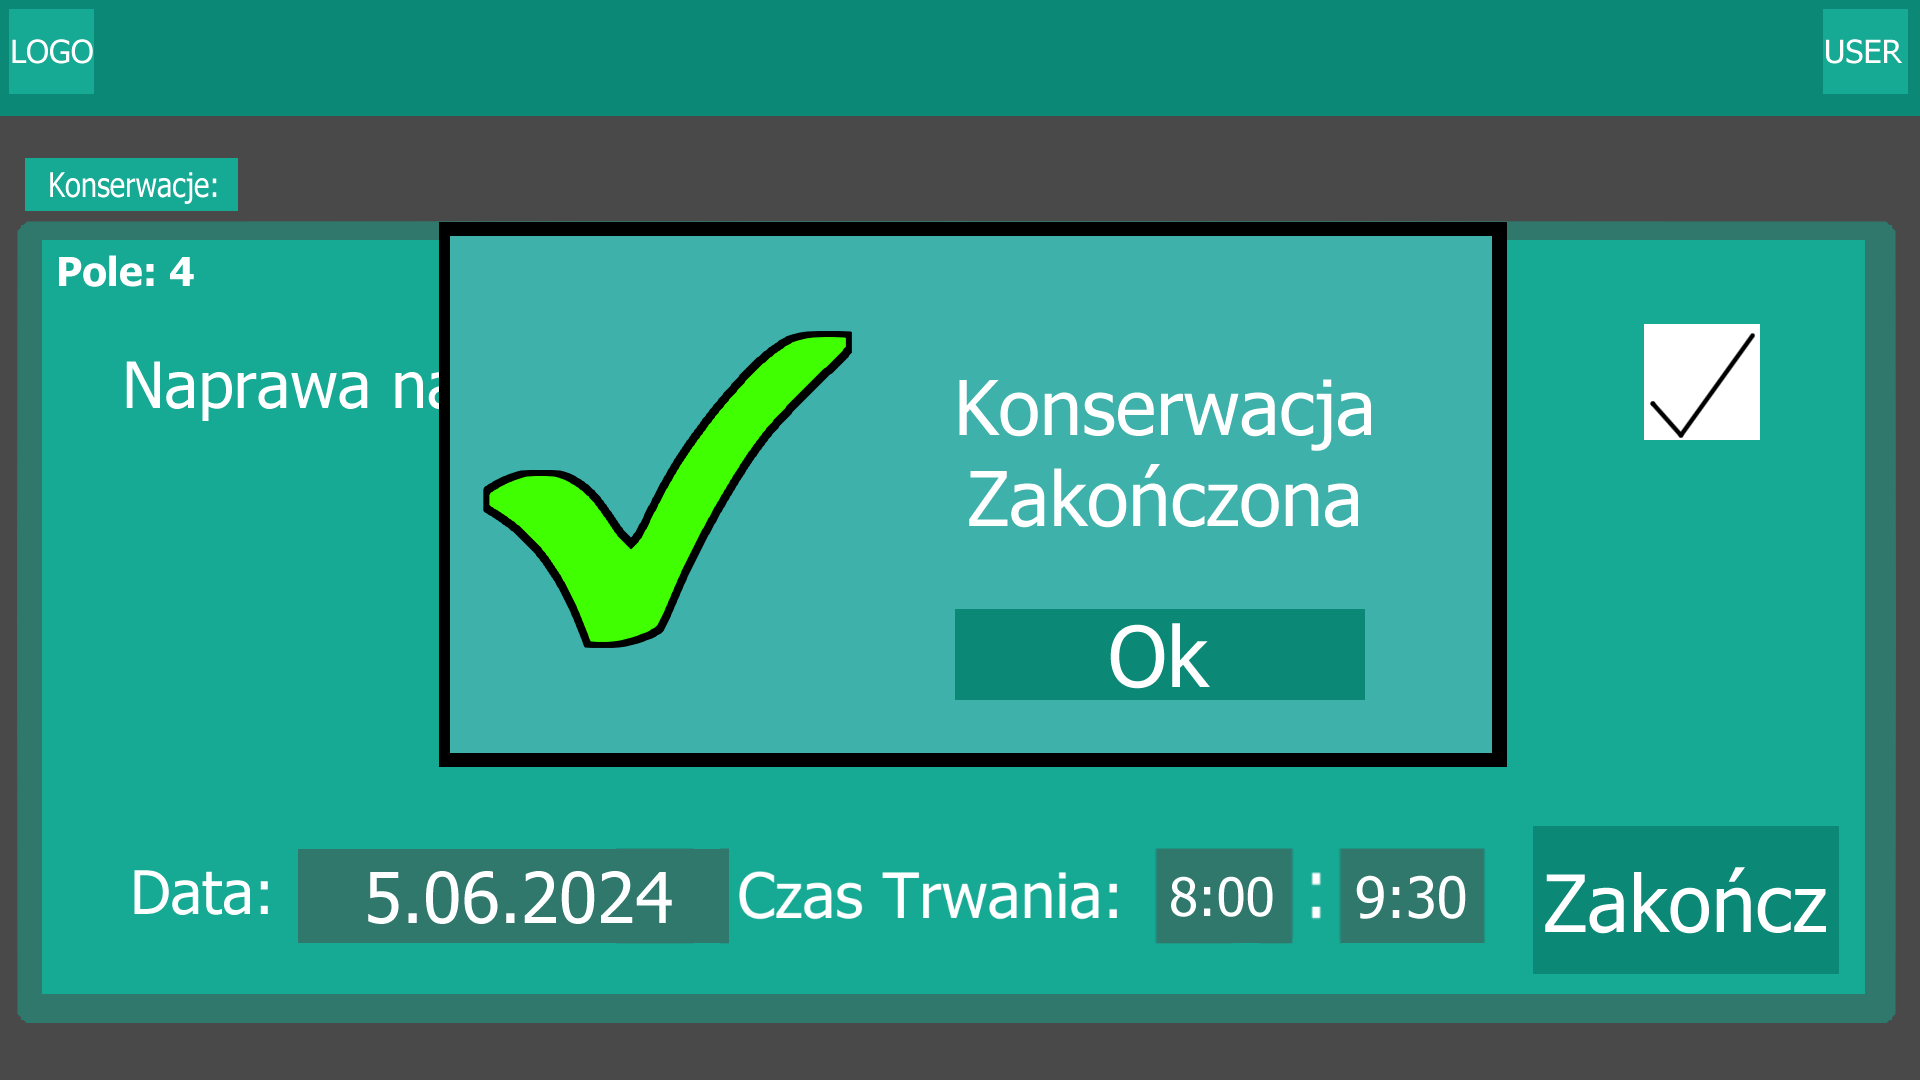 LOGO
USER
Konserwacje:
Pole: 4
Naprawa
Konserwacja
Zakończona
Ok
Data: 5.06.2024 Czas Trwania: 8:00 : 9:30 Zakończ